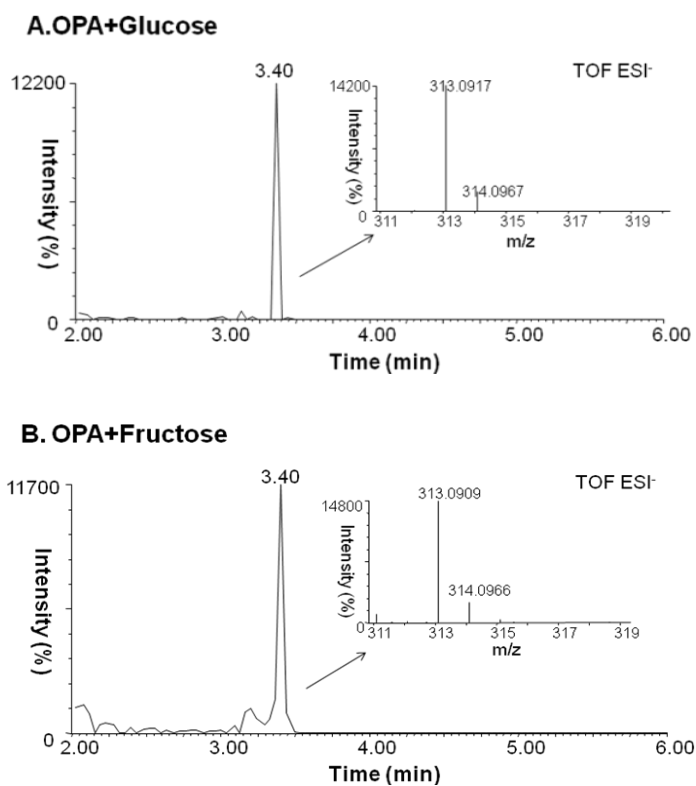 A.OPA+Glucose
3.40
TOF ESI-
12200
Intensity (%)
0
2.00 3.00 4.00 5.00 6.00
Time (min)
14200
Intensity (%)
0
313.0917
314.0967
311 313 315 317 319
m/z
B. OPA+Fructose
3.40
TOF ESI-
11700
Intensity (%)
0
2.00 3.00 4.00 5.00 6.00
Time (min)
14800
Intensity (%)
0
313.0909
314.0966
311 313 315 317 319
m/z